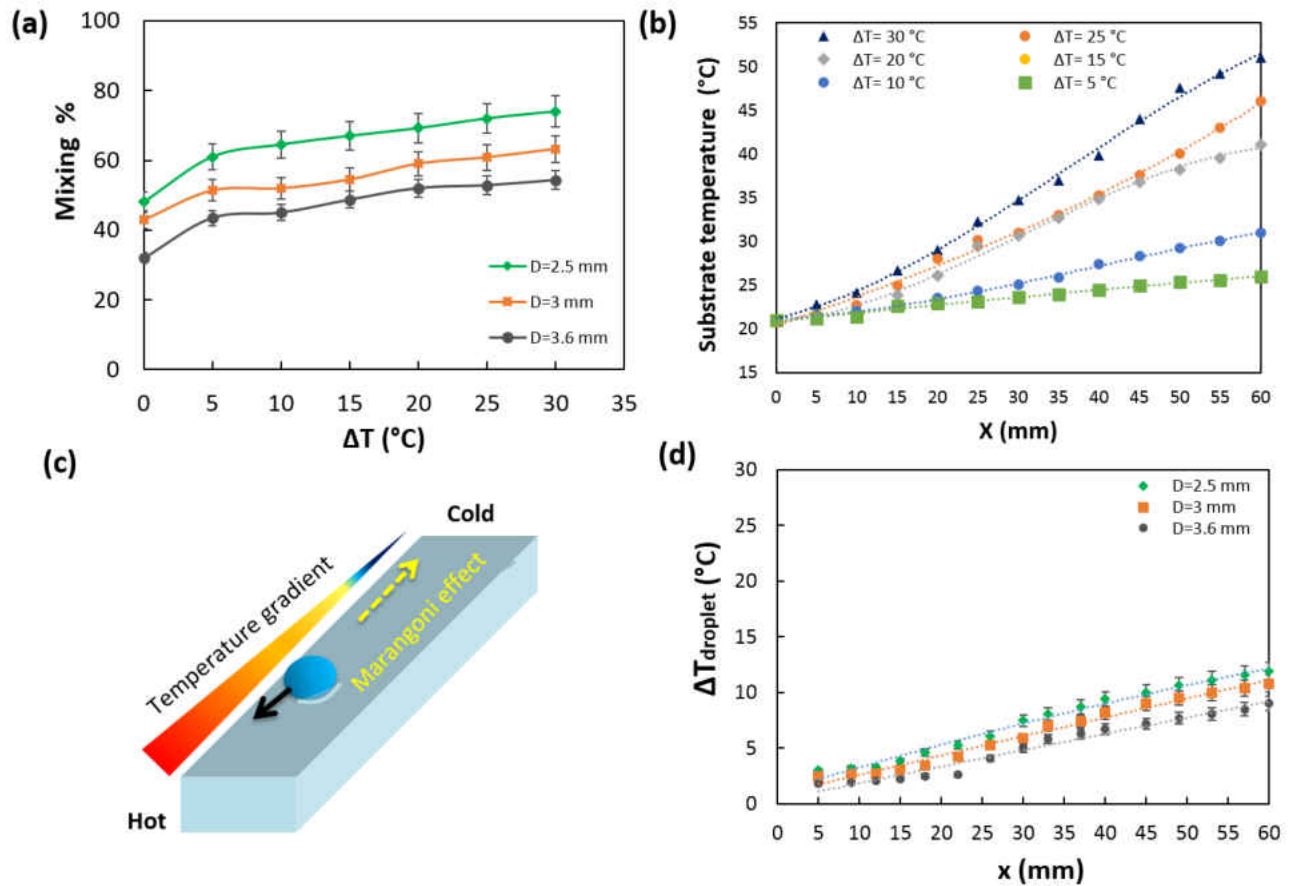 (a)
100
80
60
40
20
0
Mixing %
D=2.5 mm
D=3 mm
D=3.6 mm
0 5 10 15 20 25 30 35
ΔT (°C)
(b)
55
50
45
40
35
30
25
20
15
Substrate temperature (°C)
ΔT= 30 °C ΔT= 25 °C
ΔT= 20 °C ΔT= 15 °C
ΔT= 10 °C ΔT= 5 °C
0 5 10 15 20 25 30 35 40 45 50 55 60
X (mm)
(c)
Cold
Temperature gradient
Marangoni effect
Hot
(d)
30
25
20
15
10
5
0
ΔTdroplet (°C)
D=2.5 mm
D=3 mm
D=3.6 mm
0 5 10 15 20 25 30 35 40 45 50 55 60
x (mm)